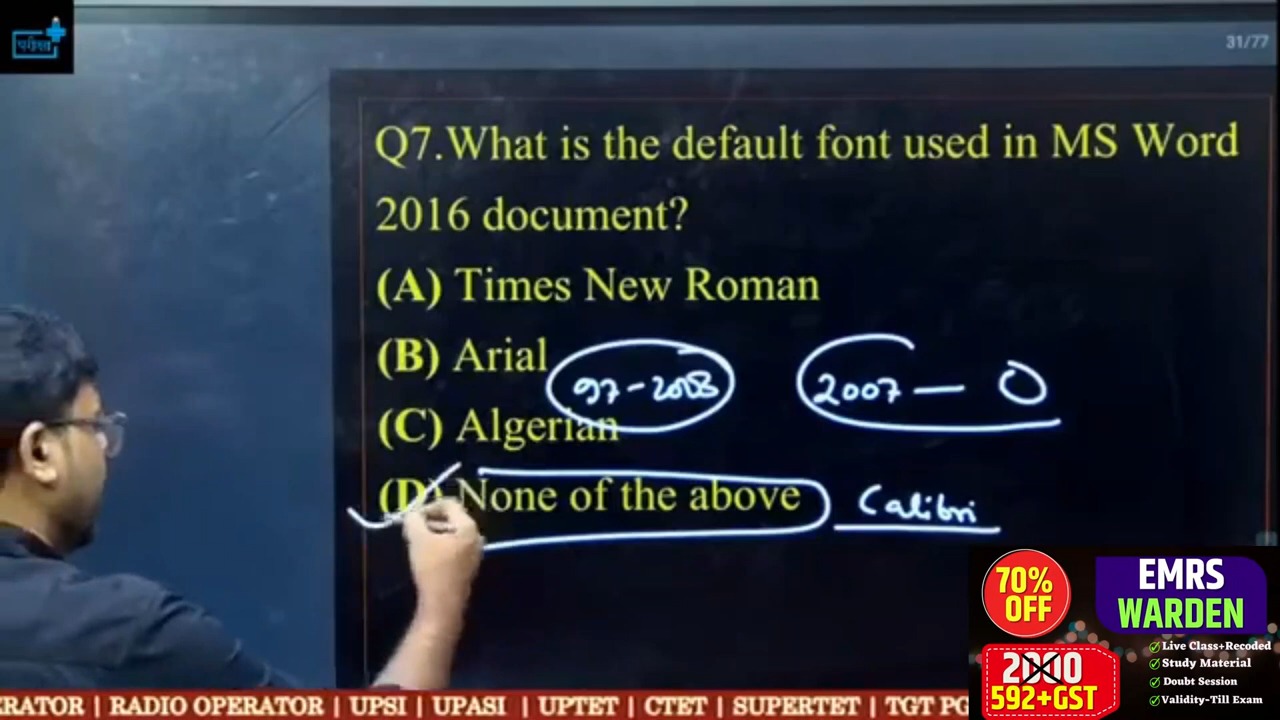 परीक्षा
31/77
Q7.What is the default font used in MS Word
2016 document?
(A) Times New Roman
(B) Arial
97-2003
2007 — O
(C) Algerian
(D) None of the above
Calibri
70%
OFF
EMRS
WARDEN
2000
592+GST
Live Class+Recoded
Study Material
Doubt Session
Validity-Till Exam
ERATOR | RADIO OPERATOR | UPSI | UPASI | UPTET | CTET | SUPERTET | TGT PG